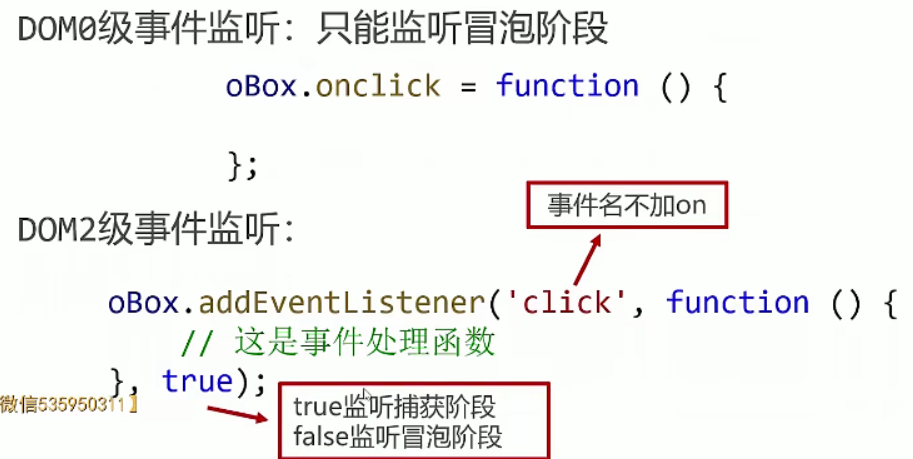 DOM0级事件监听：只能监听冒泡阶段
oBox.onclick = function () {
};
事件名不加on
DOM2级事件监听：
oBox.addEventListener('click', function () {
// 这是事件处理函数
}, true);
微信535950311】
true监听捕获阶段
false监听冒泡阶段